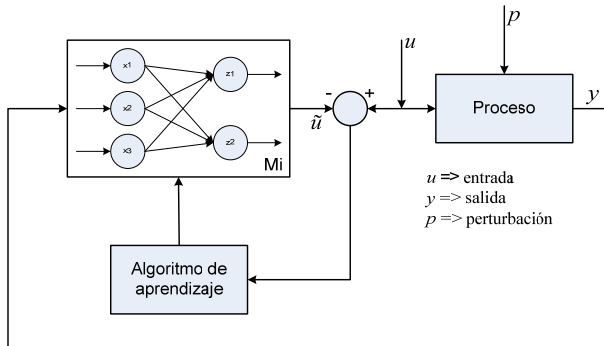 p
u
x1
x2
x3
z1
z2
Mi
-
+
ũ
Proceso
y
u => entrada
y => salida
p => perturbación
Algoritmo de
aprendizaje